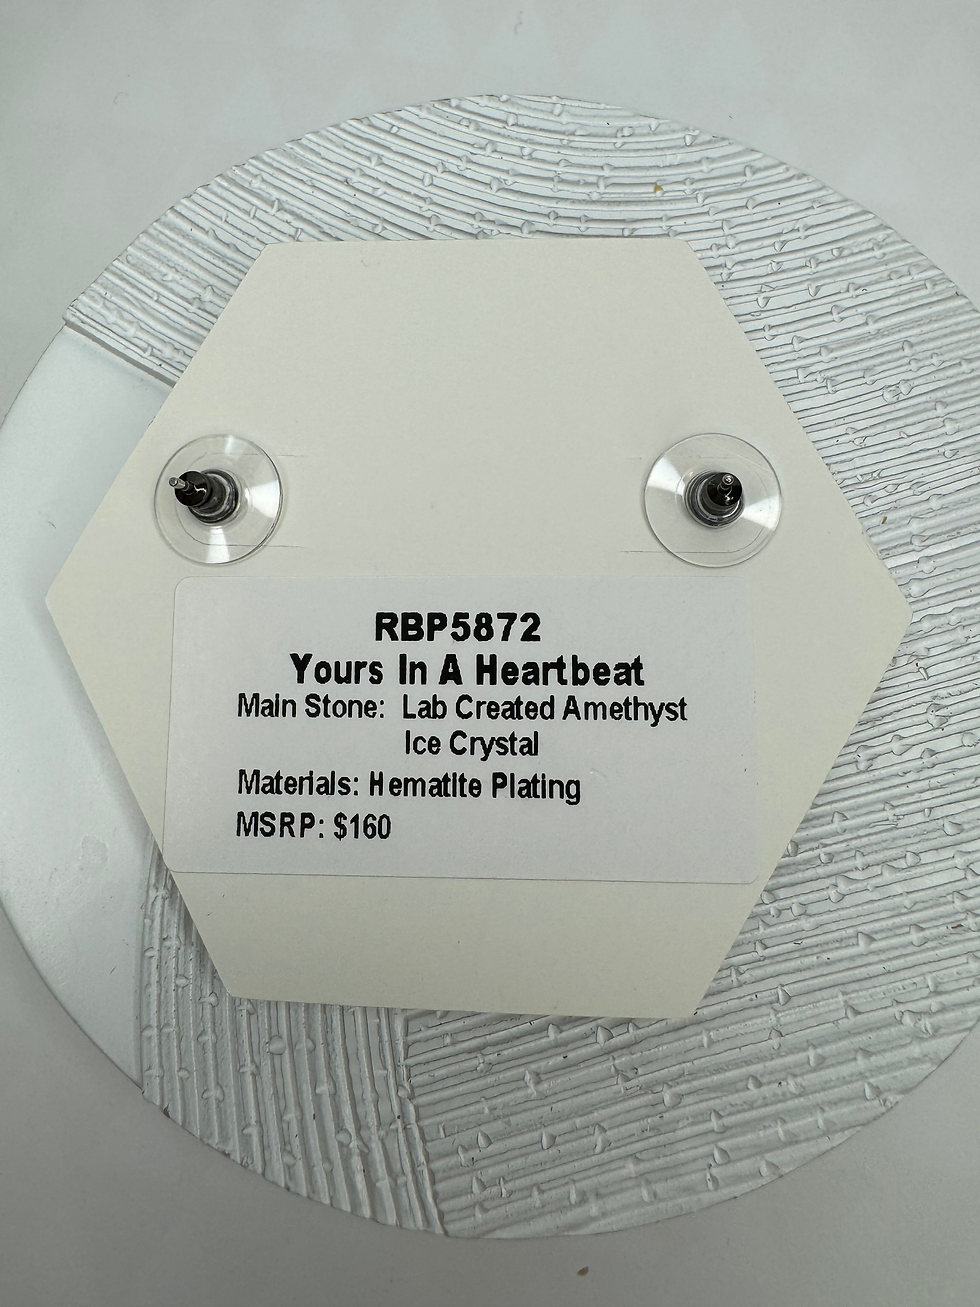 RBP5872
Yours In A Heartbeat
Main Stone: Lab Created Amethyst
Ice Crystal
Materials: Hematite Plating
MSRP: $160